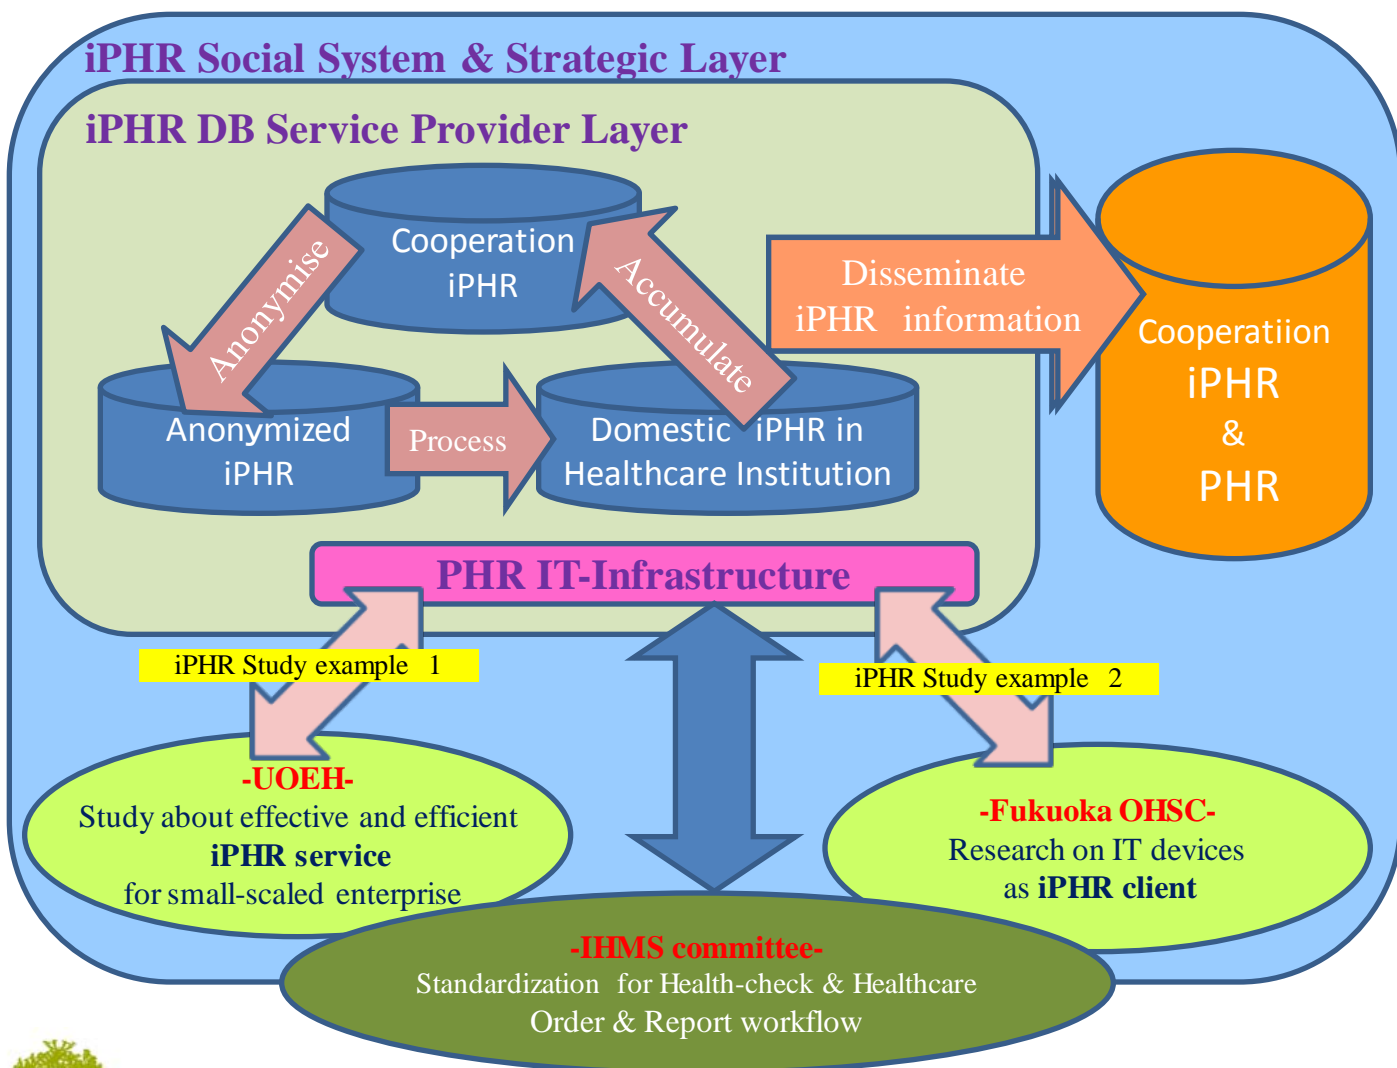 iPHR Social System & Strategic Layer
iPHR DB Service Provider Layer
Cooperation
iPHR
Anonymise
Accumulate
Anonymized
iPHR
Process
Domestic iPHR in
Healthcare Institution
Disseminate
iPHR information
Cooperatiion
iPHR
&
PHR
PHR IT-Infrastructure
iPHR Study example 1
iPHR Study example 2
-UOEH-
Study about effective and efficient
iPHR service
for small-scaled enterprise
-Fukuoka OHSC-
Research on IT devices
as iPHR client
-IHMS committee-
Standardization for Health-check & Healthcare
Order & Report workflow